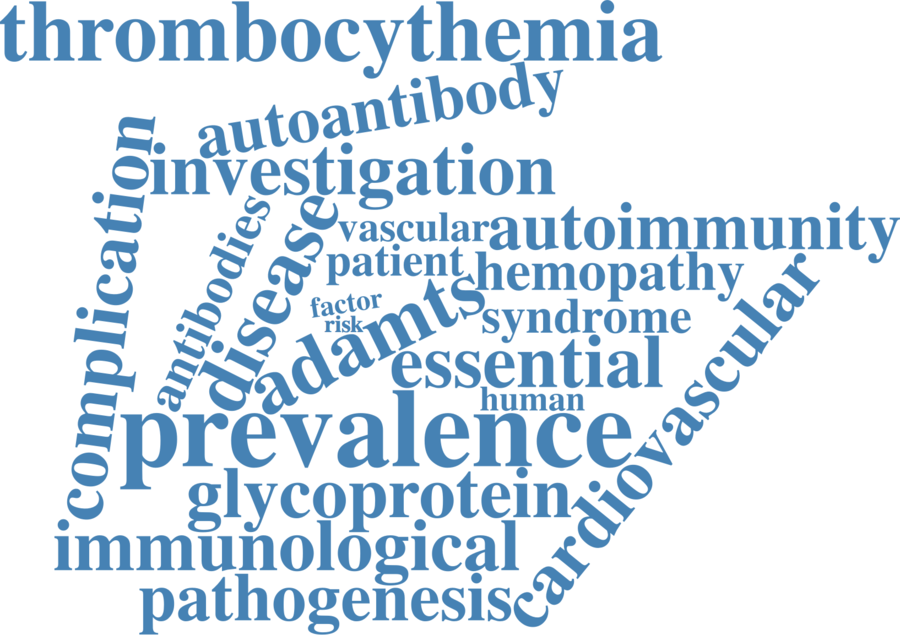 thrombocythemia
autoantibody
investigation
complication
antibodies
disease
vascular
autoimmunity
patient
hemopathy
factor
risk
adamts
syndrome
essential
human
cardiovascular
prevalence
glycoprotein
immunological
pathogenesis